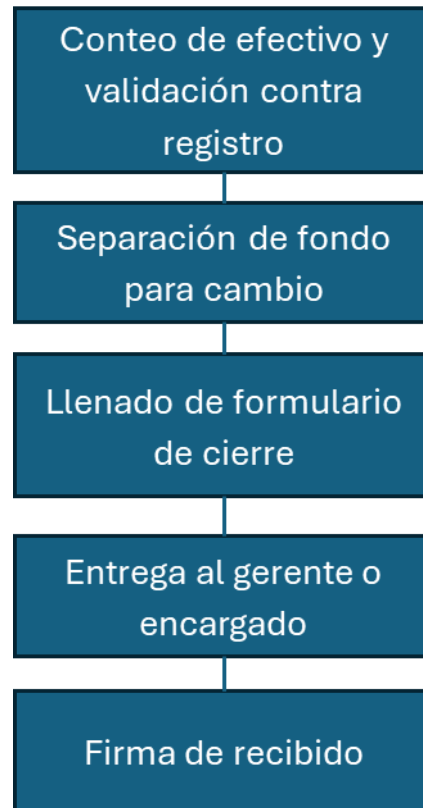 Conteo de efectivo y
validación contra
registro
Separación de fondo
para cambio
Llenado de formulario
de cierre
Entrega al gerente o
encargado
Firma de recibido